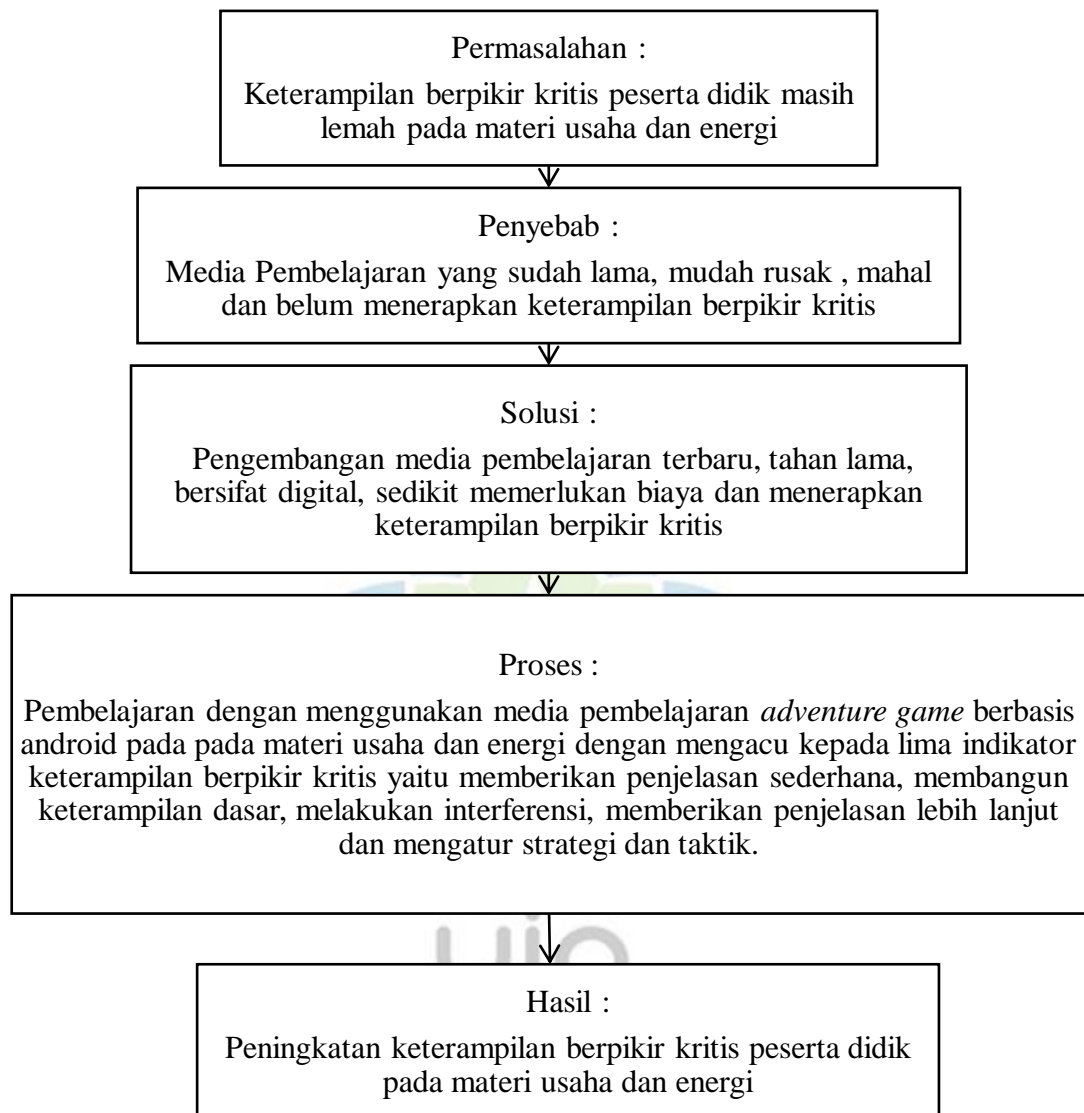 Permasalahan :
Keterampilan berpikir kritis peserta didik masih
lemah pada materi usaha dan energi
Penyebab :
Media Pembelajaran yang sudah lama, mudah rusak , mahal
dan belum menerapkan keterampilan berpikir kritis
Solusi :
Pengembangan media pembelajaran terbaru, tahan lama,
bersifat digital, sedikit memerlukan biaya dan menerapkan
keterampilan berpikir kritis
Proses :
Pembelajaran dengan menggunakan media pembelajaran adventure game berbasis
android pada pada materi usaha dan energi dengan mengacu kepada lima indikator
keterampilan berpikir kritis yaitu memberikan penjelasan sederhana, membangun
keterampilan dasar, melakukan interferensi, memberikan penjelasan lebih lanjut
dan mengatur strategi dan taktik.
uin
Hasil :
Peningkatan keterampilan berpikir kritis peserta didik
pada materi usaha dan energi